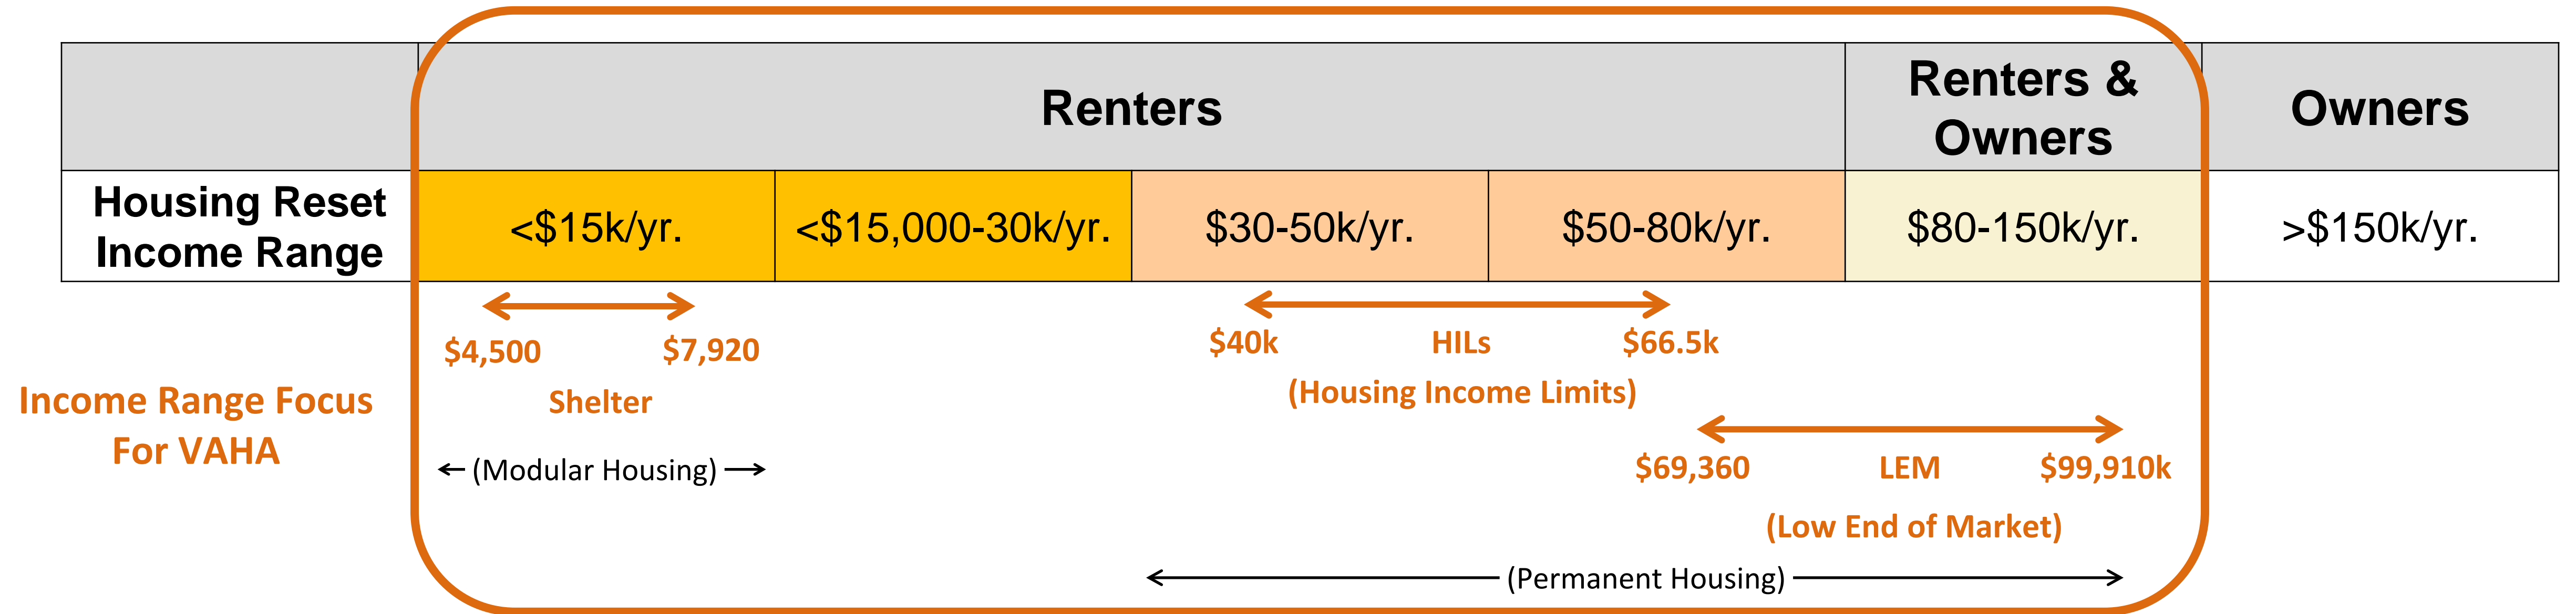 Renters
Renters &
Owners
Owners
Housing Reset
Income Range
<$15k/yr.
<$15,000-30k/yr.
$30-50k/yr.
$50-80k/yr.
$80-150k/yr.
>$150k/yr.
Income Range Focus
For VAHA
$4,500
$7,920
Shelter
(Modular Housing)
$40k
HILs
$66.5k
(Housing Income Limits)
$69,360
LEM
$99,910k
(Low End of Market)
(Permanent Housing)